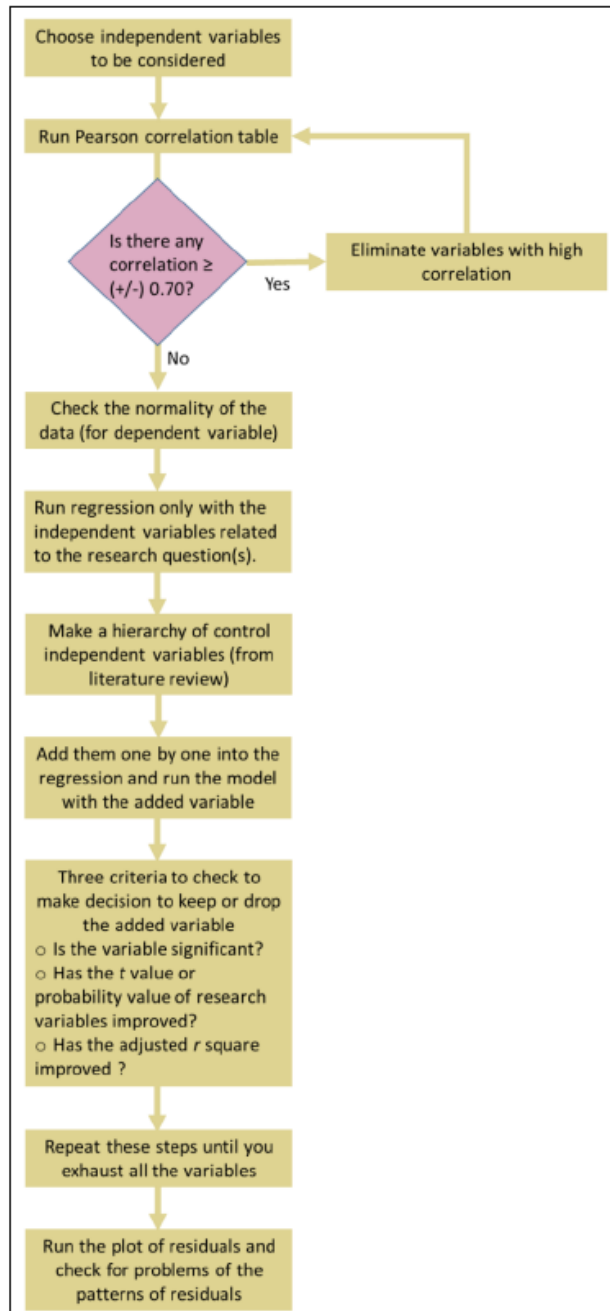 Choose independent variables
to be considered
Run Pearson correlation table
Is there any
correlation ≥
(+/-) 0.70?
Yes
Eliminate variables with high
correlation
No
Check the normality of the
data (for dependent variable)
Run regression only with the
independent variables related
to the research question(s).
Make a hierarchy of control
independent variables (from
literature review)
Add them one by one into the
regression and run the model
with the added variable
Three criteria to check to
make decision to keep or drop
the added variable
○ Is the variable significant?
○ Has the t value or
probability value of research
variables improved?
○ Has the adjusted r square
improved ?
Repeat these steps until you
exhaust all the variables
Run the plot of residuals and
check for problems of the
patterns of residuals